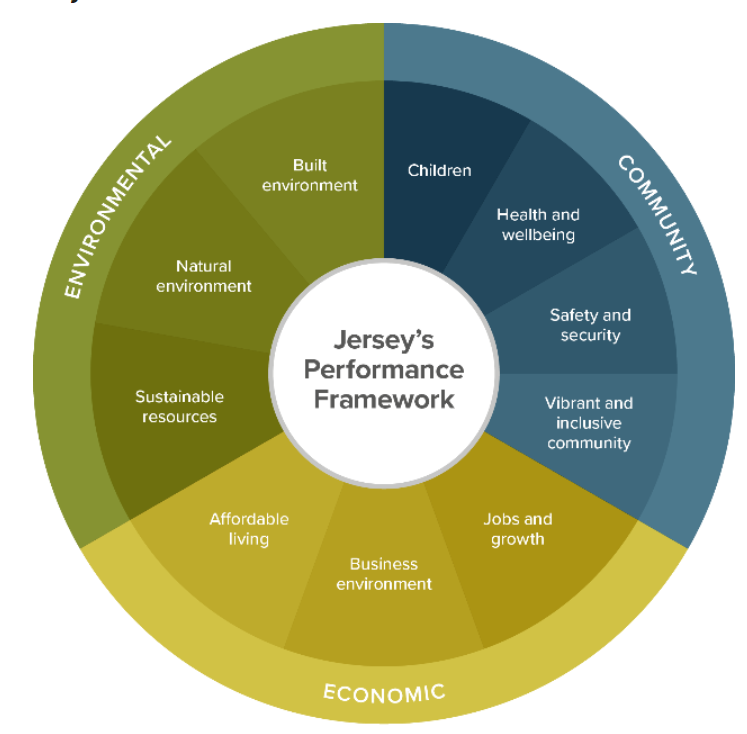 Jersey's
Performance
Framework
COMMUNITY
Children
Health and
wellbeing
Safety and
security
Vibrant and
inclusive
community
ECONOMIC
Jobs and
growth
Business
environment
Affordable
living
ENVIRONMENTAL
Sustainable
resources
Natural
environment
Built
environment